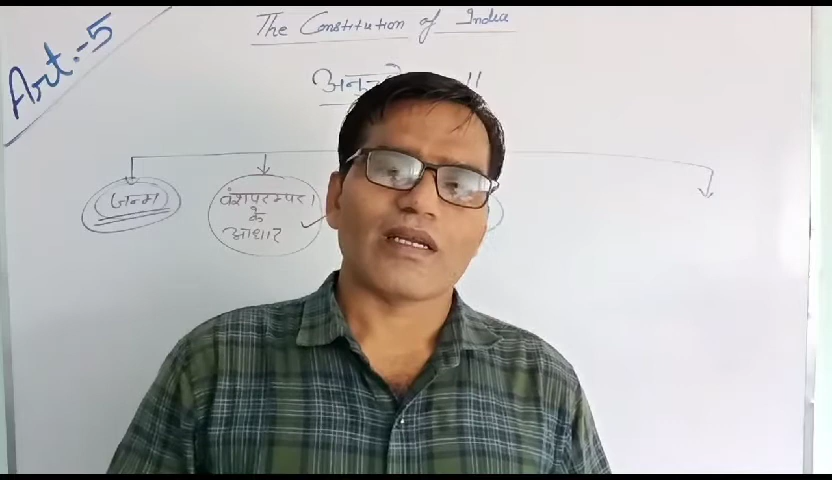 The Constitution of India
Art.-5
जन्म
वंशपरम्परा
के
आधार